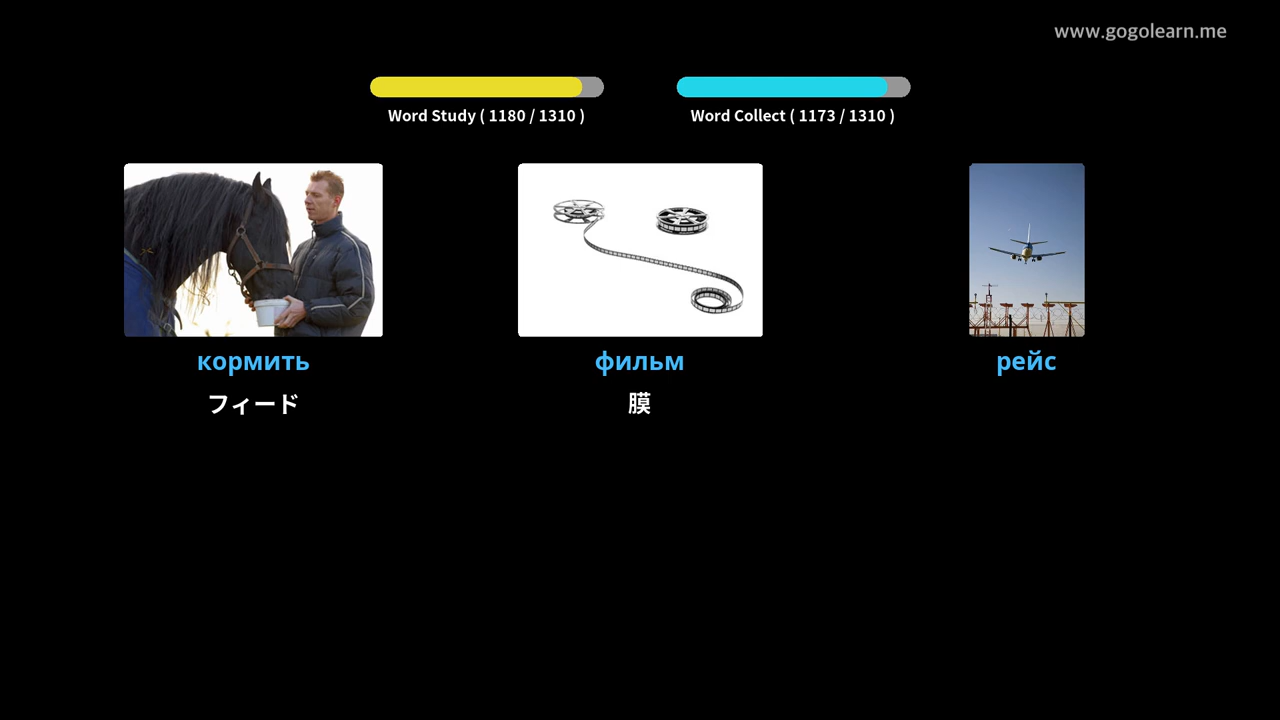 www.gogolearn.me
Word Study ( 1180 / 1310 )
Word Collect ( 1173 / 1310 )
кормить
фильм
рейс
フィード
膜